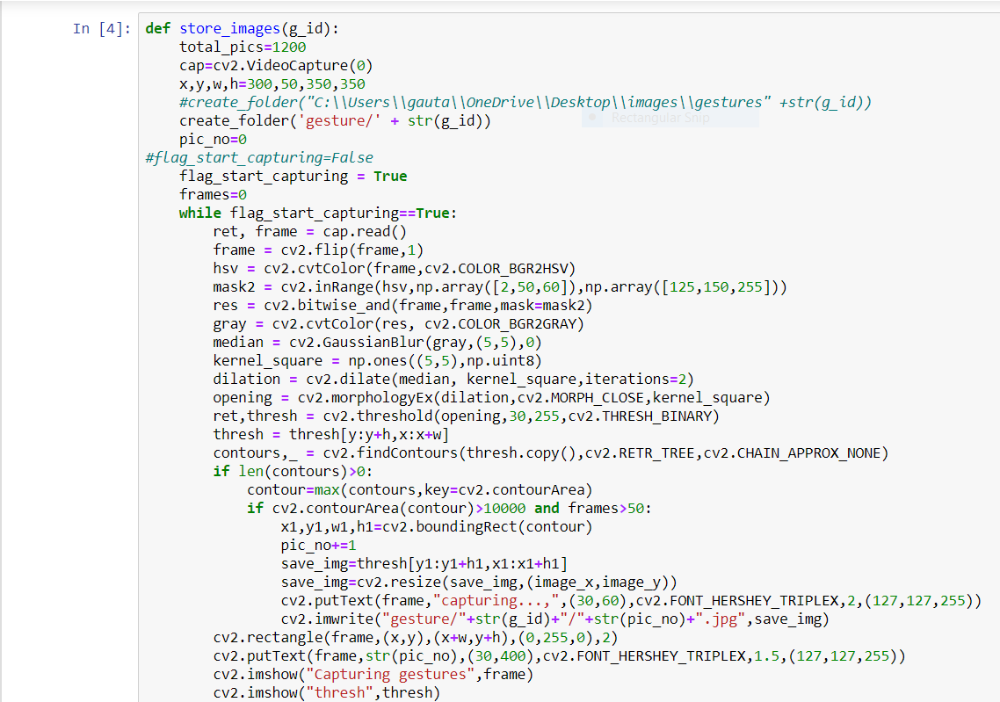 In [4]: def store_images(g_id):
    total_pics=1200
    cap=cv2.VideoCapture(0)
    x,y,w,h=300,50,350,350
    #create_folder("C:\\Users\\gauta\\OneDrive\\Desktop\\images\\gestures" +str(g_id))
    create_folder('gesture/' + str(g_id))
Rectangular Snip
    pic_no=0
#flag_start_capturing=False
    flag_start_capturing = True
    frames=0
    while flag_start_capturing==True:
        ret, frame = cap.read()
        frame = cv2.flip(frame,1)
        hsv = cv2.cvtColor(frame,cv2.COLOR_BGR2HSV)
        mask2 = cv2.inRange(hsv,np.array([2,50,60]),np.array([125,150,255]))
        res = cv2.bitwise_and(frame,frame,mask=mask2)
        gray = cv2.cvtColor(res, cv2.COLOR_BGR2GRAY)
        median = cv2.GaussianBlur(gray,(5,5),0)
        kernel_square = np.ones((5,5),np.uint8)
        dilation = cv2.dilate(median, kernel_square,iterations=2)
        opening = cv2.morphologyEx(dilation,cv2.MORPH_CLOSE,kernel_square)
        ret,thresh = cv2.threshold(opening,30,255,cv2.THRESH_BINARY)
        thresh = thresh[y:y+h,x:x+w]
        contours,_ = cv2.findContours(thresh.copy(),cv2.RETR_TREE,cv2.CHAIN_APPROX_NONE)
        if len(contours)>0:
            contour=max(contours,key=cv2.contourArea)
            if cv2.contourArea(contour)>10000 and frames>50:
                x1,y1,w1,h1=cv2.boundingRect(contour)
                pic_no+=1
                save_img=thresh[y1:y1+h1,x1:x1+h1]
                save_img=cv2.resize(save_img,(image_x,image_y))
                cv2.putText(frame,"capturing...,",(30,60),cv2.FONT_HERSHEY_TRIPLEX,2,(127,127,255))
                cv2.imwrite("gesture/"+str(g_id)+"/"+str(pic_no)+".jpg",save_img)
        cv2.rectangle(frame,(x,y),(x+w,y+h),(0,255,0),2)
        cv2.putText(frame,str(pic_no),(30,400),cv2.FONT_HERSHEY_TRIPLEX,1.5,(127,127,255))
        cv2.imshow("Capturing gestures",frame)
        cv2.imshow("thresh",thresh)